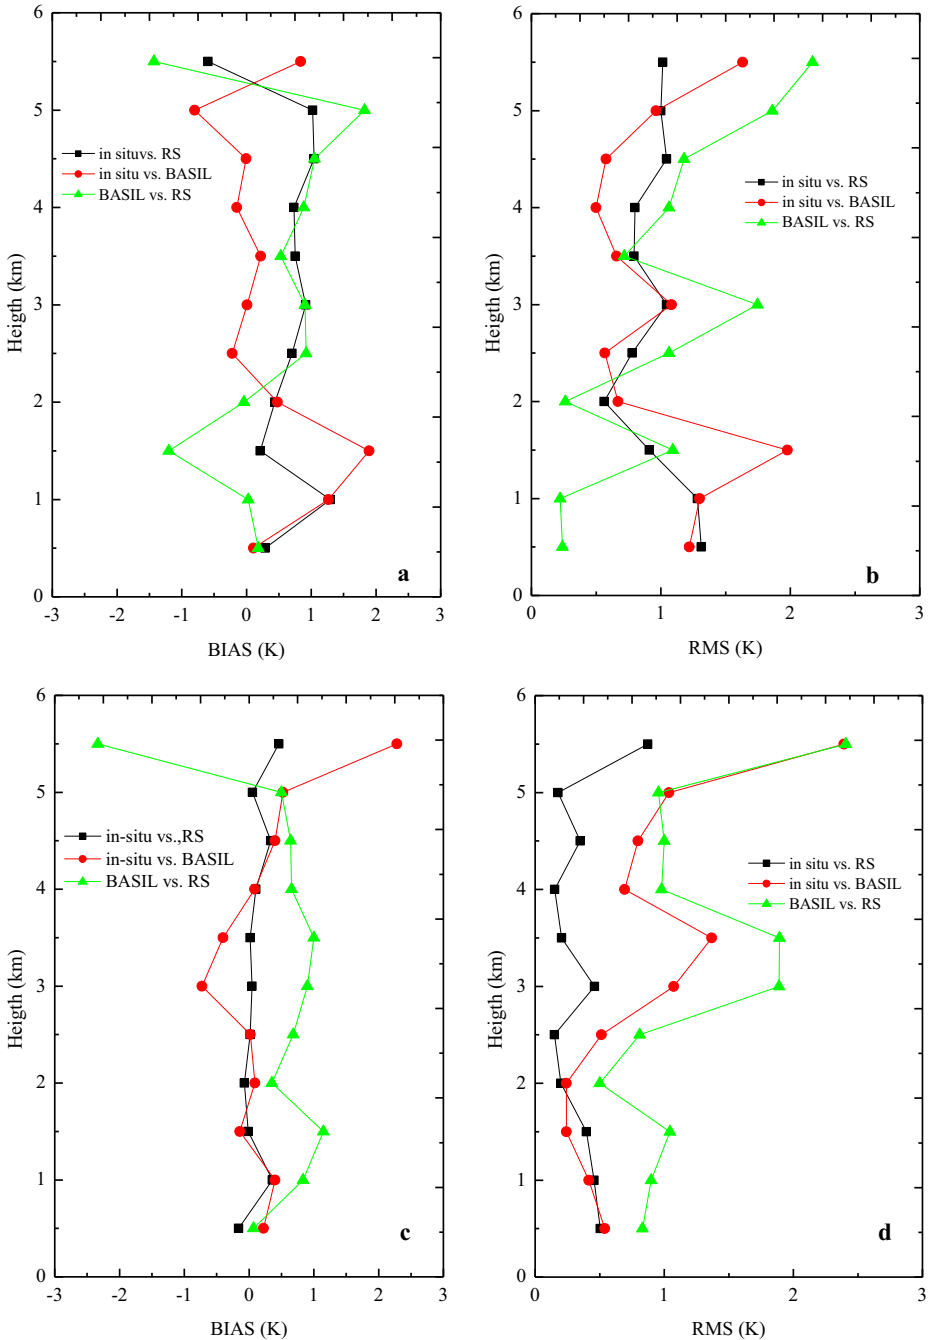 6
5
4
3
2
1
0
Heigth (km)
in situvs. RS
in situ vs. BASIL
BASIL vs. RS
a
-3 -2 -1 0 1 2 3
BIAS (K)
6
5
4
3
2
1
0
Heigth (km)
in situ vs. RS
in situ vs. BASIL
BASIL vs. RS
b
0 1 2 3
RMS (K)
6
5
4
3
2
1
0
Heigth (km)
in-situ vs.,RS
in-situ vs. BASIL
BASIL vs. RS
c
-3 -2 -1 0 1 2 3
BIAS (K)
6
5
4
3
2
1
0
Heigth (km)
in situ vs. RS
in situ vs. BASIL
BASIL vs. RS
d
0 1 2 3
RMS (K)